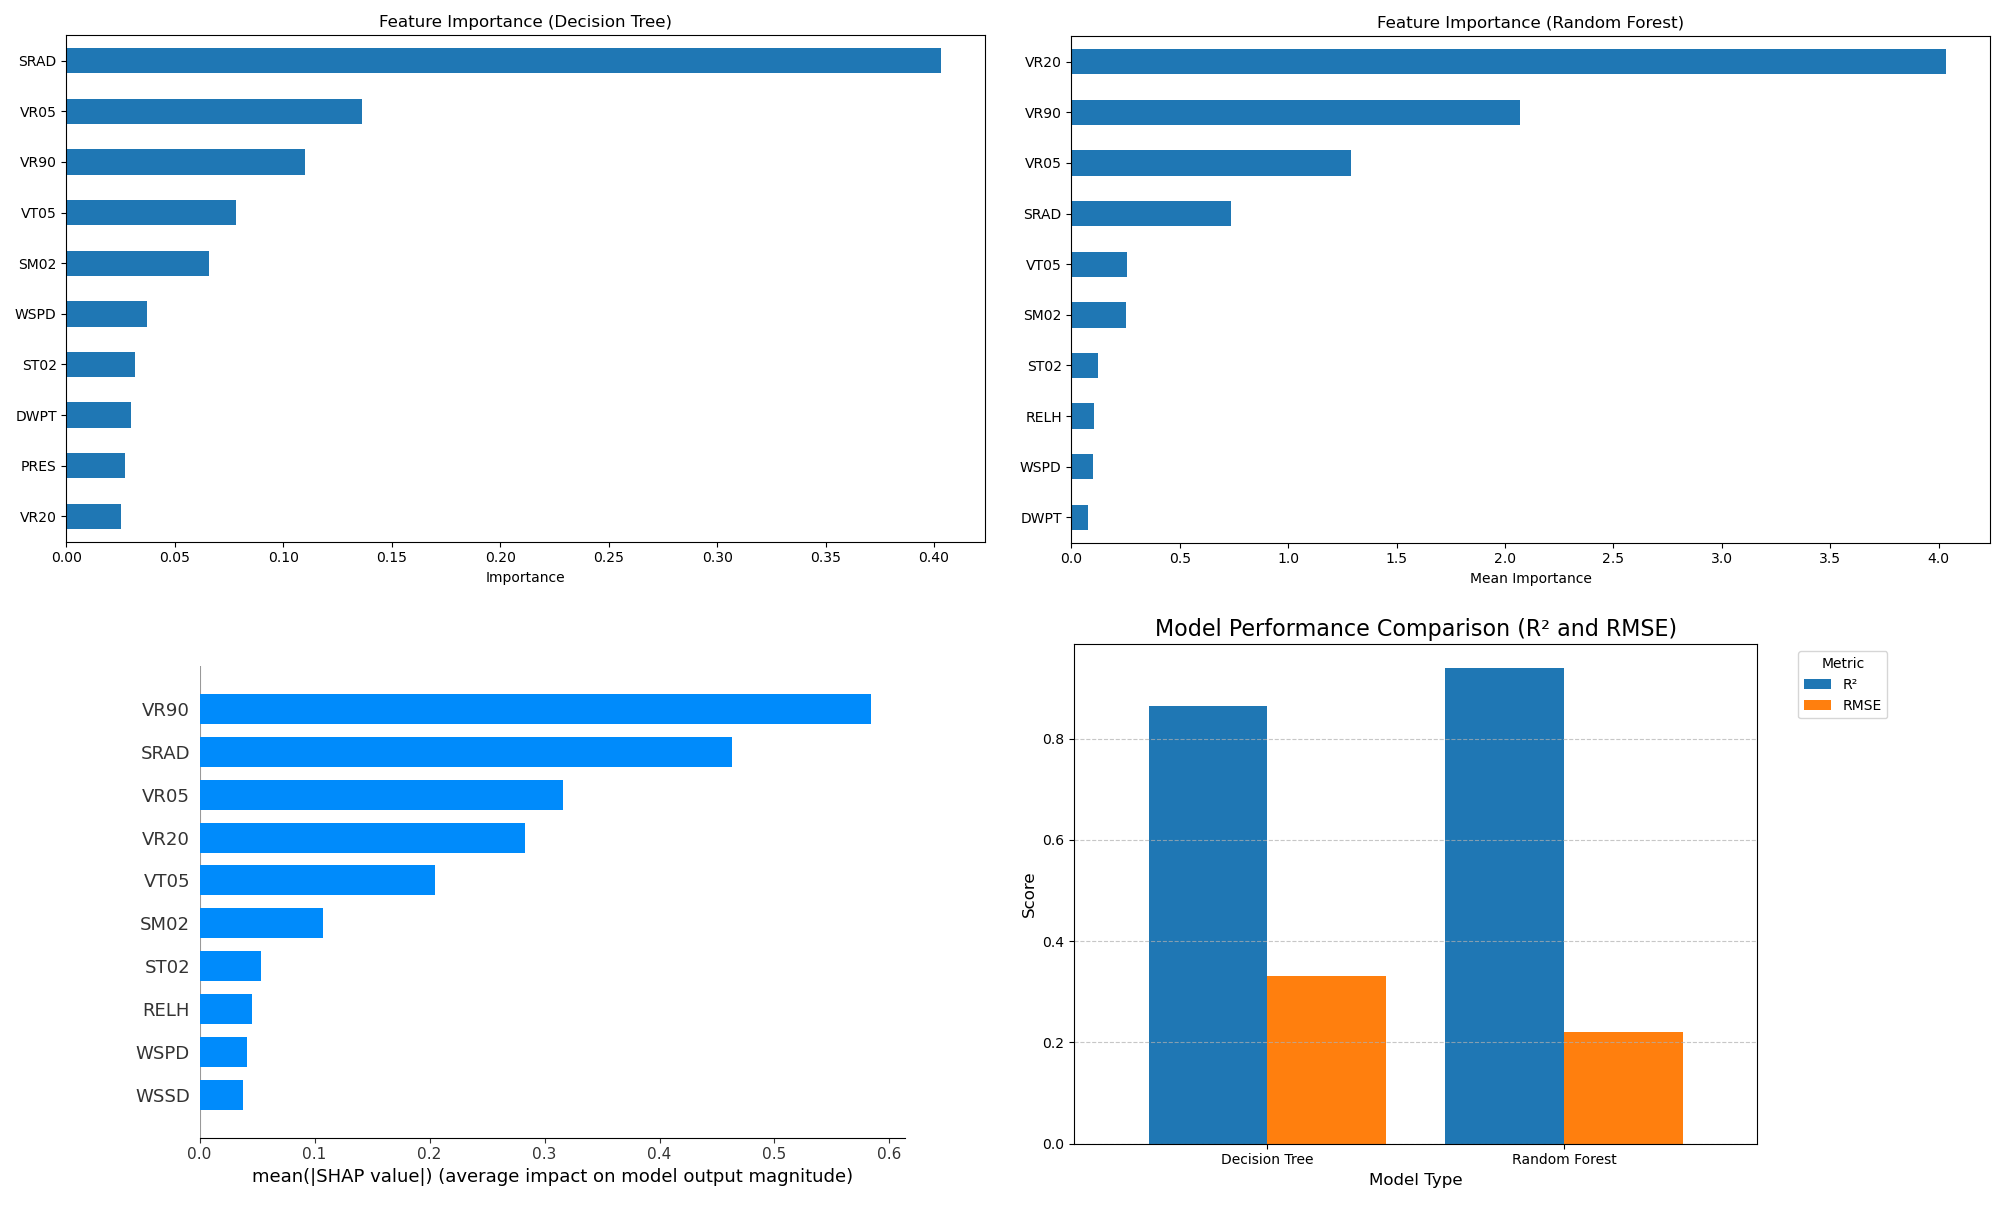 Feature Importance (Decision Tree)
SRAD
VR05
VR90
VT05
SM02
WSPD
ST02
DWPT
PRES
VR20
0.00 0.05 0.10 0.15 0.20 0.25 0.30 0.35 0.40
Importance
Feature Importance (Random Forest)
VR20
VR90
VR05
SRAD
VT05
SM02
ST02
RELH
WSPD
DWPT
0.0 0.5 1.0 1.5 2.0 2.5 3.0 3.5 4.0
Mean Importance
VR90
SRAD
VR05
VR20
VT05
SM02
ST02
RELH
WSPD
WSSD
0.0 0.1 0.2 0.3 0.4 0.5 0.6
mean(|SHAP value|) (average impact on model output magnitude)
Model Performance Comparison (R² and RMSE)
Metric
R²
RMSE
Score
0.8
0.6
0.4
0.2
0.0
Decision Tree Random Forest
Model Type